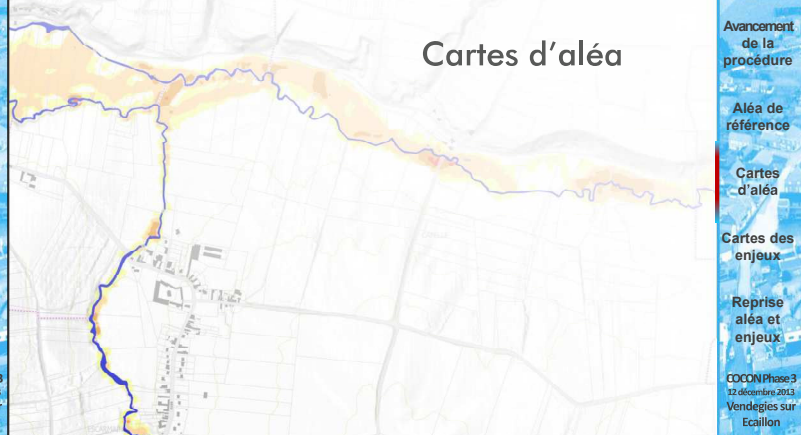 Cartes d'aléa
Avancement
de la
procédure
Aléa de
référence
Cartes
d'aléa
Cartes des
enjeux
Reprise
aléa et
enjeux
COCON Phase 3
12 décembre 2013
Vendegies sur
Ecaillon
3